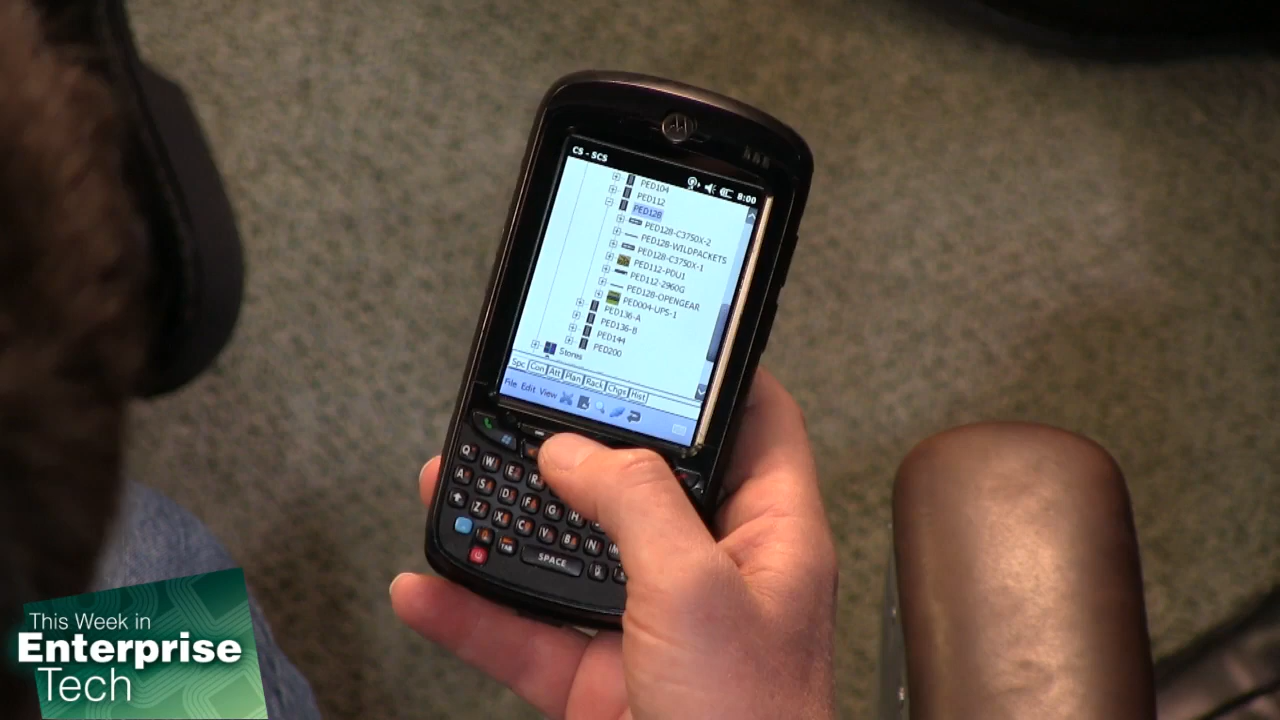 CS - SCS
8:00
PED104
PED112
PED128
PED128-C3750X-2
PED128-WILDPACKETS
PED128-C3750X-1
PED112-PDU1
PED112-2960G
PED128-OPENGEAR
PED004-UPS-1
PED136-A
PED136-B
PED144
PED200
Stores
Spc Con Att Plan Rack Chgs Hist
File Edit View
Q W E R
A S D F G H
Z X C V B N M
TAB SPACE
This Week in
Enterprise
Tech